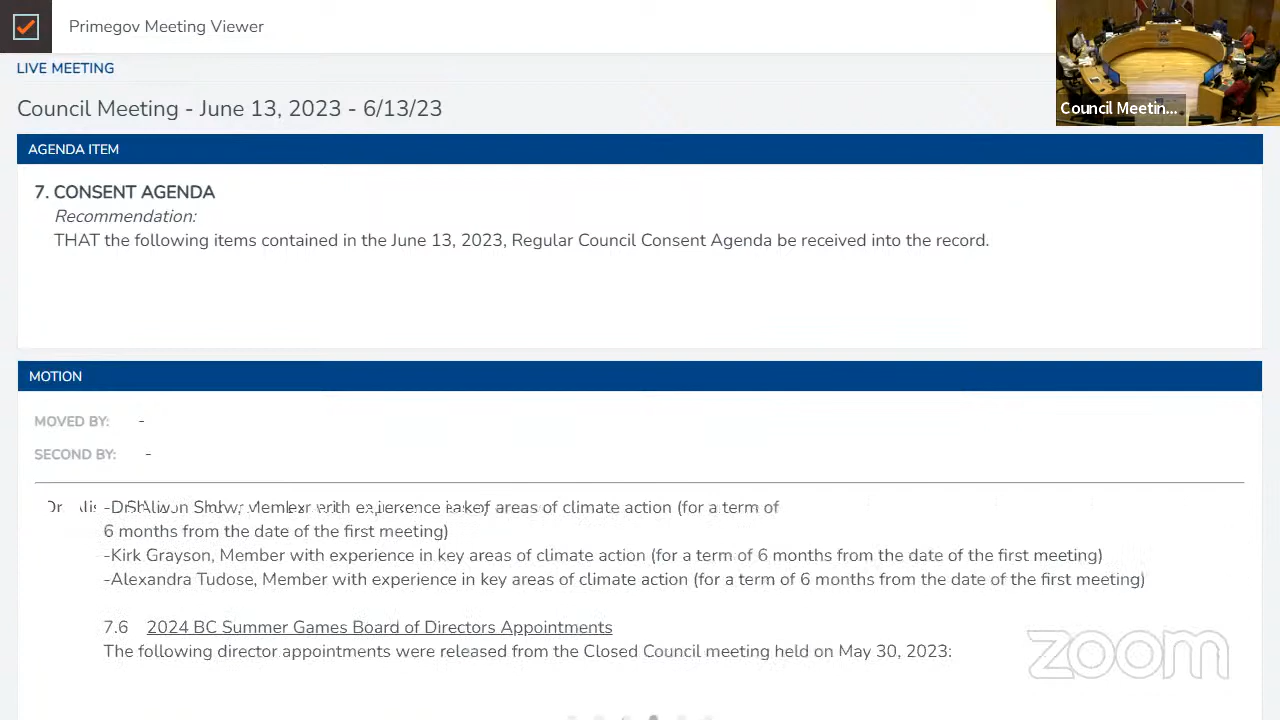 Primegov Meeting Viewer
LIVE MEETING
Council Meeting - June 13, 2023 - 6/13/23
Council Meetin...
AGENDA ITEM
7. CONSENT AGENDA
Recommendation:
THAT the following items contained in the June 13, 2023, Regular Council Consent Agenda be received into the record.
MOTION
MOVED BY: -
SECOND BY: -
with experience of areas of climate action (for a term of
6 months from the date of the first meeting)
-Kirk Grayson, Member with experience in key areas of climate action (for a term of 6 months from the date of the first meeting)
-Alexandra Tudose, Member with experience in key areas of climate action (for a term of 6 months from the date of the first meeting)
7.6 2024 BC Summer Games Board of Directors Appointments
The following director appointments were released from the Closed Council meeting held on May 30, 2023:
zoom